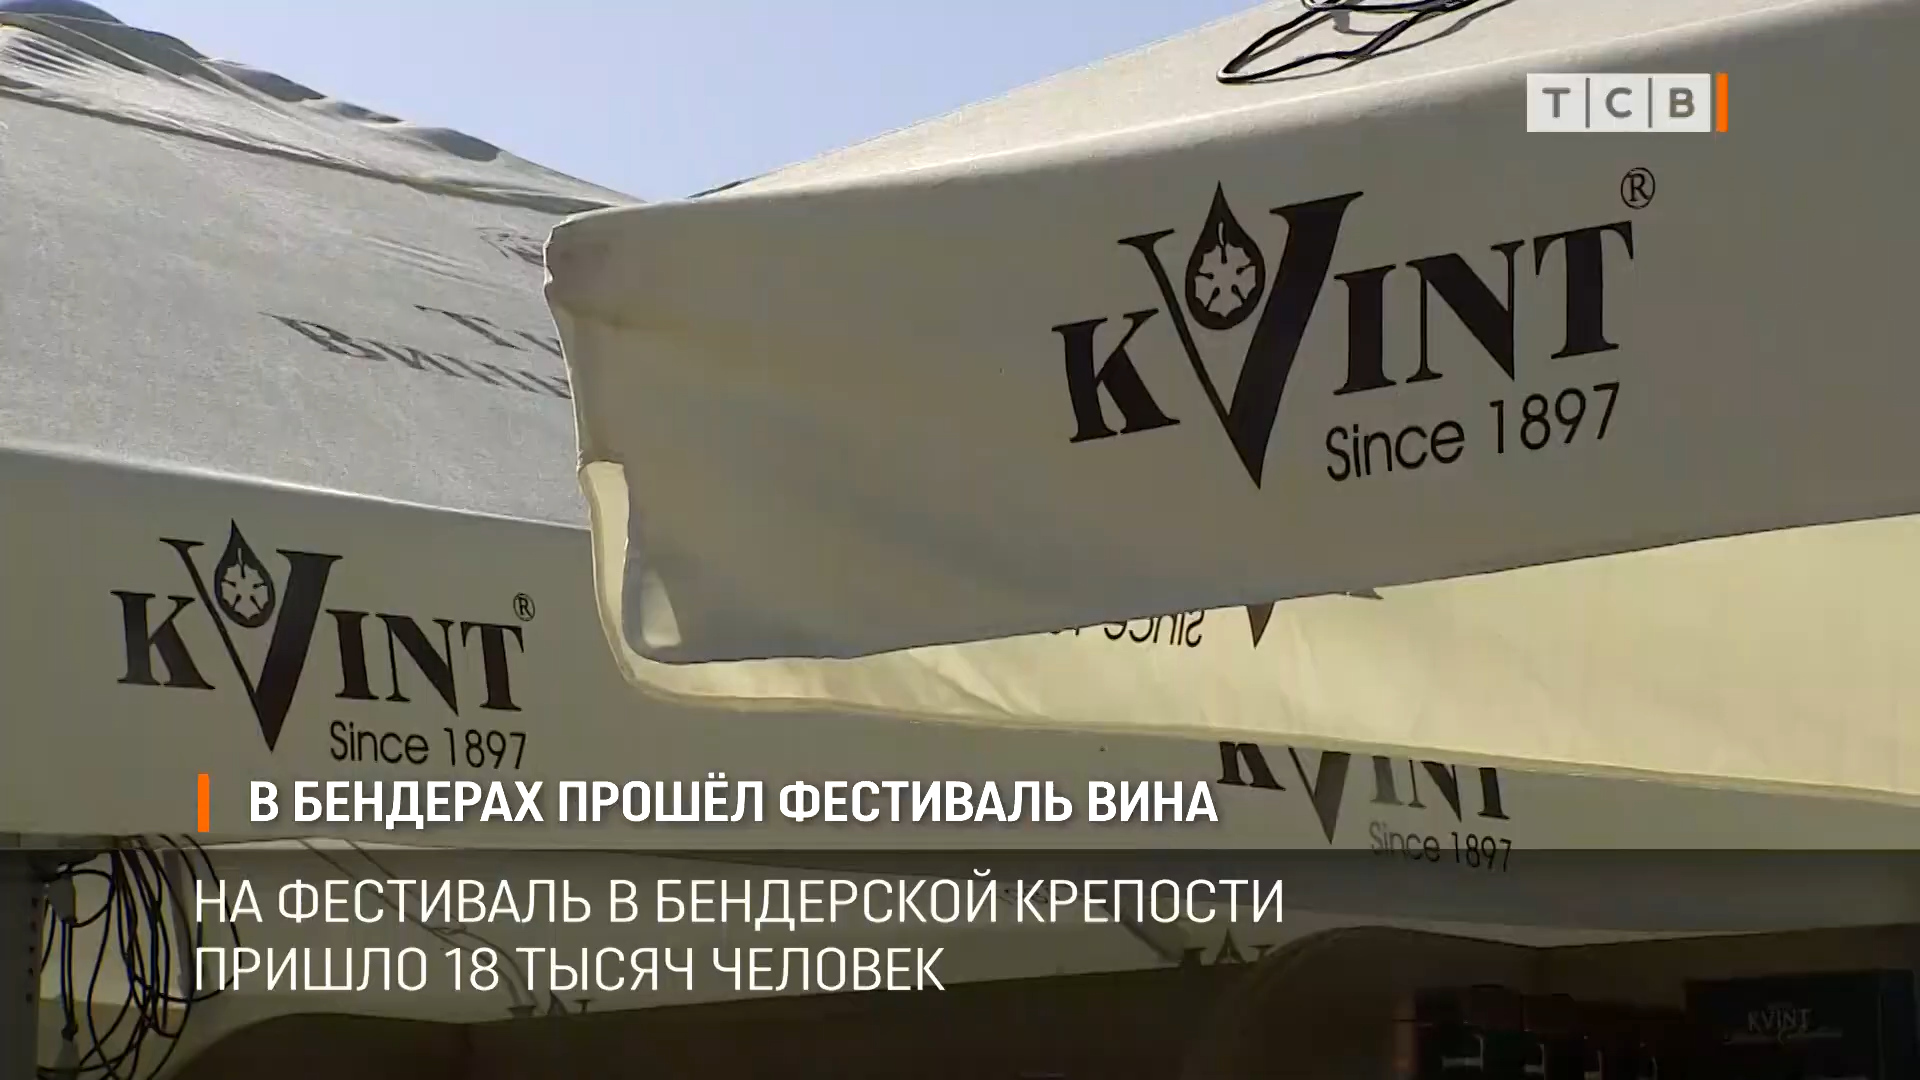 ТСВ
KVINT®
Since 1897
KVINT®
Since 1897
KVINT
Since 1897
В БЕНДЕРАХ ПРОШЁЛ ФЕСТИВАЛЬ ВИНА
НА ФЕСТИВАЛЬ В БЕНДЕРСКОЙ КРЕПОСТИ
ПРИШЛО 18 ТЫСЯЧ ЧЕЛОВЕК
KVINT